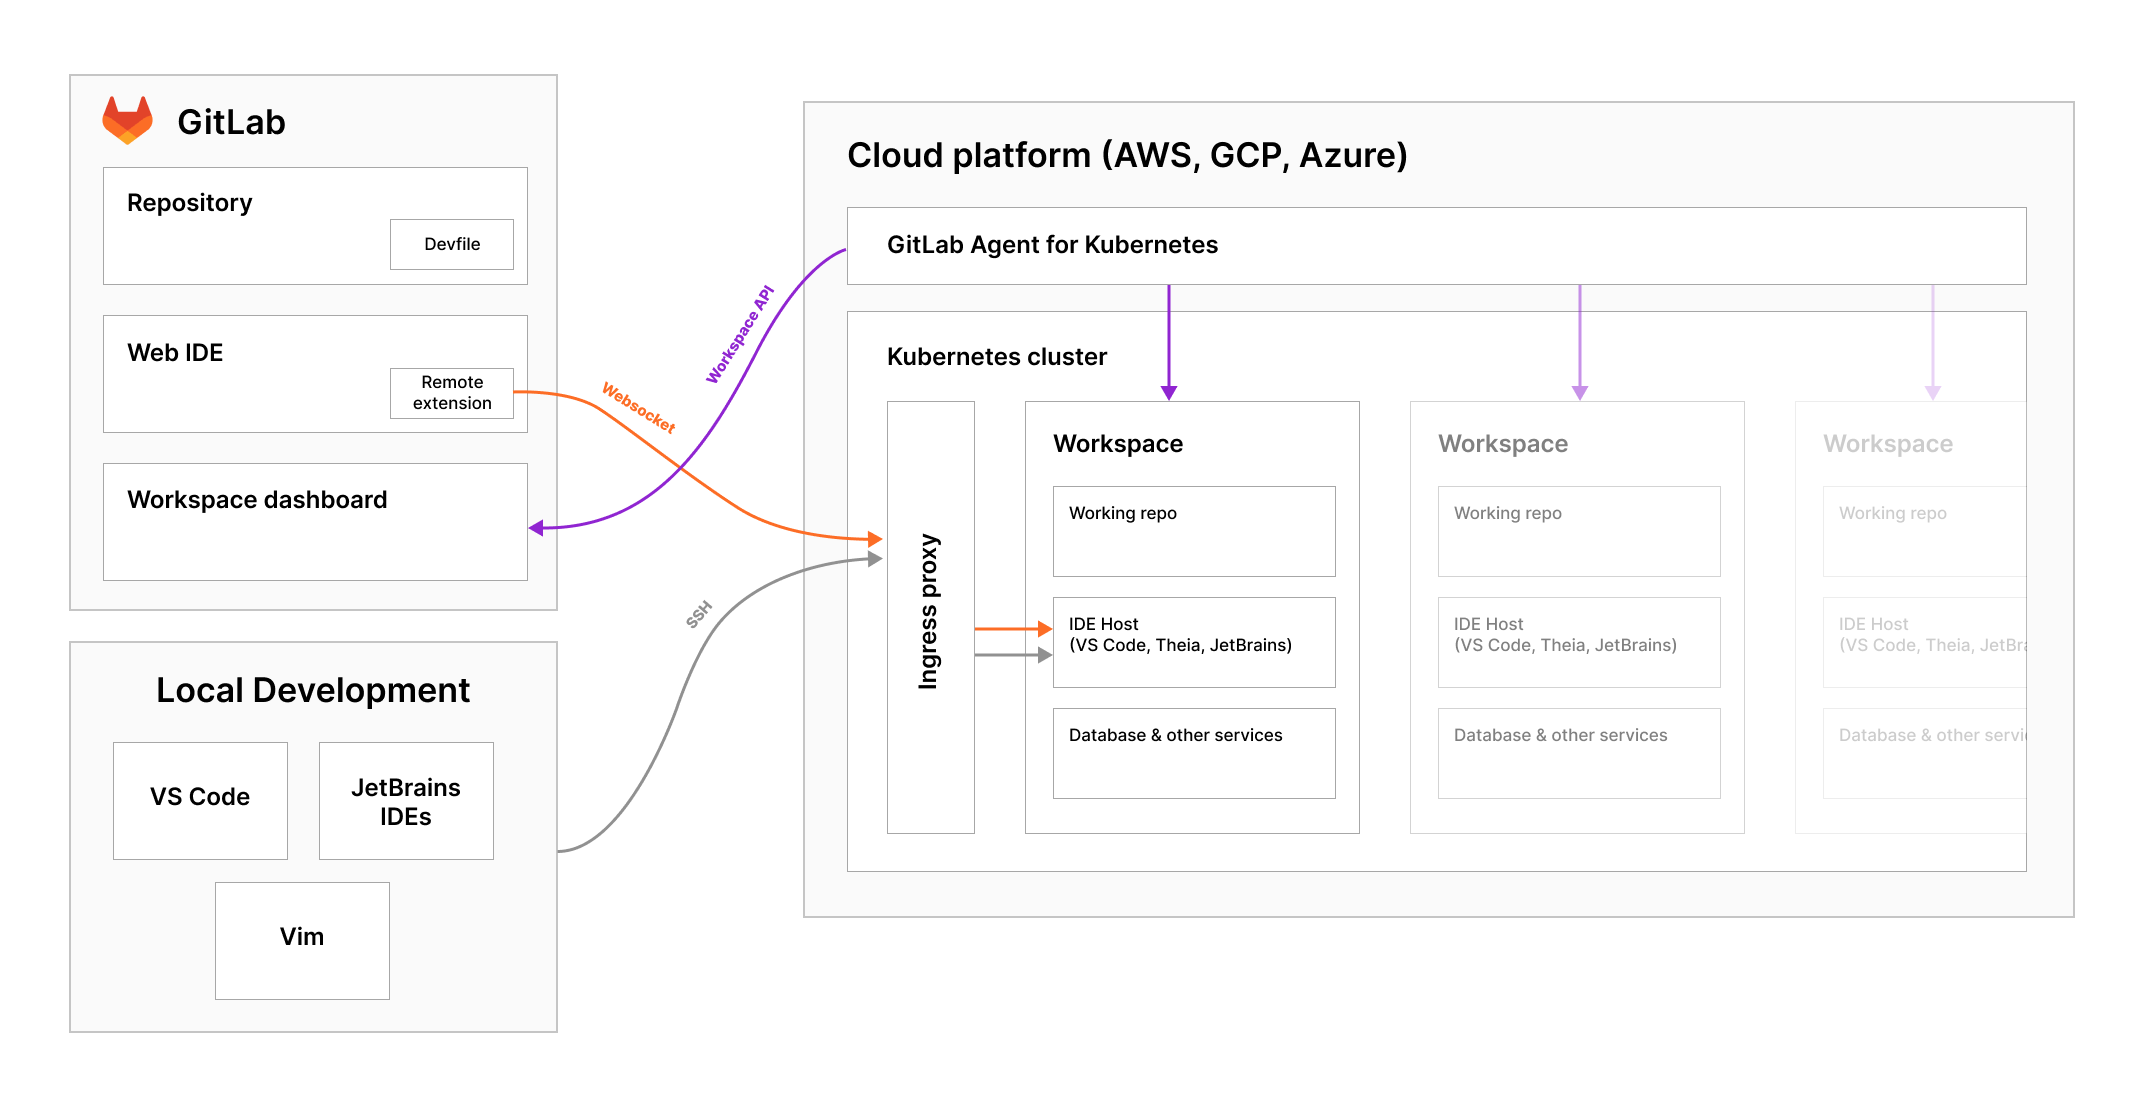 GitLab
Repository
Devfile
Web IDE
Remote
extension
Workspace dashboard
Local Development
VS Code
JetBrains
IDEs
Vim
Websocket
Workspace API
SSH
Cloud platform (AWS, GCP, Azure)
GitLab Agent for Kubernetes
Kubernetes cluster
Ingress proxy
Workspace
Working repo
IDE Host
(VS Code, Theia, JetBrains)
Database & other services
Workspace
Working repo
IDE Host
(VS Code, Theia, JetBrains)
Database & other services
Workspace
Working repo
IDE Host
(VS Code, Theia, JetBra
Database & other servi